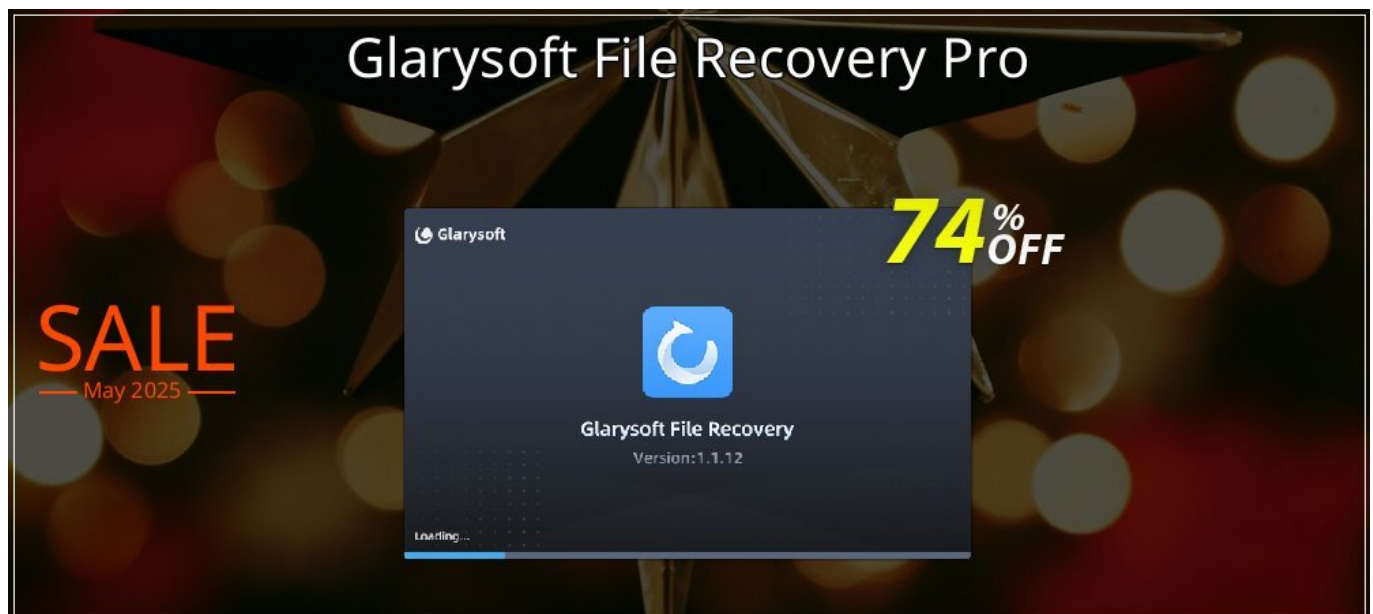 Glarysoft File Recovery Pro
74%
OFF
Glarysoft
SALE
May 2025
Glarysoft File Recovery
Version:1.1.12
Loading...